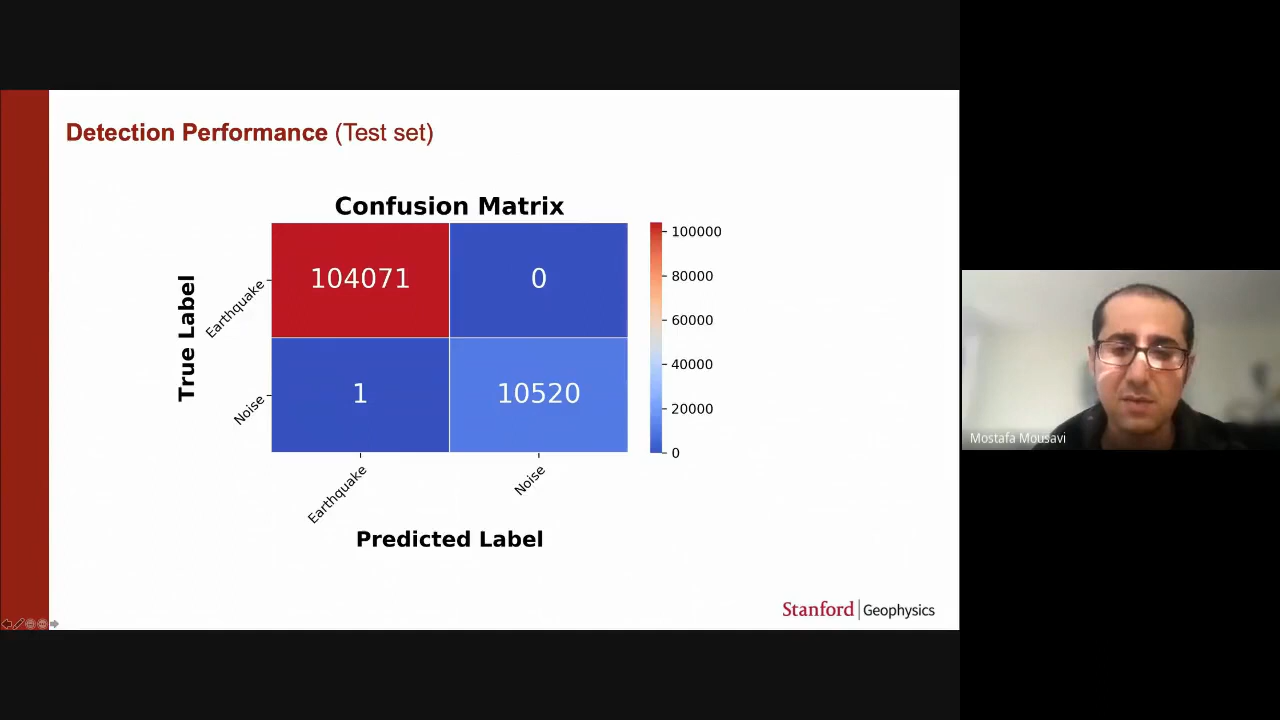 Detection Performance (Test set)
Confusion Matrix
True Label
Earthquake
Noise
104071
0
1
10520
100000
80000
60000
40000
20000
0
Earthquake
Noise
Predicted Label
Stanford Geophysics
Mostafa Mousavi